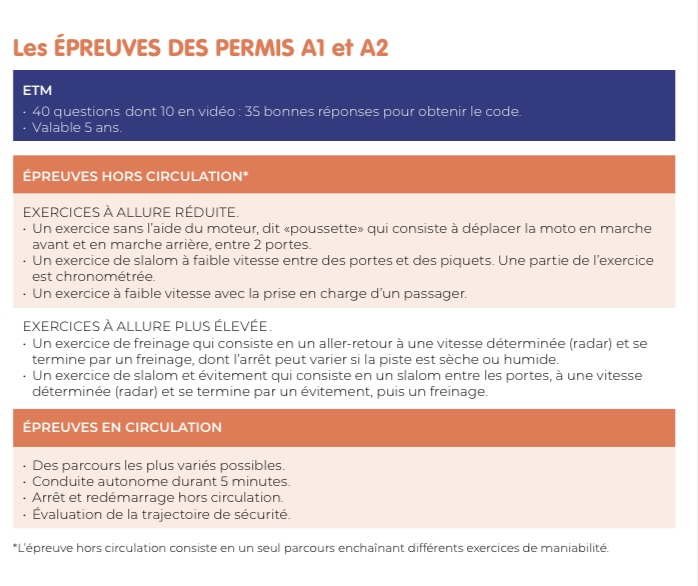 Les ÉPREUVES DES PERMIS A1 et A2
ETM
· 40 questions dont 10 en vidéo : 35 bonnes réponses pour obtenir le code.
· Valable 5 ans.
ÉPREUVES HORS CIRCULATION*
EXERCICES À ALLURE RÉDUITE.
· Un exercice sans l’aide du moteur, dit «poussette» qui consiste à déplacer la moto en marche
avant et en marche arrière, entre 2 portes.
· Un exercice de slalom à faible vitesse entre des portes et des piquets. Une partie de l’exercice
est chronométrée.
· Un exercice à faible vitesse avec la prise en charge d’un passager.
EXERCICES À ALLURE PLUS ÉLEVÉE.
· Un exercice de freinage qui consiste en un aller-retour à une vitesse déterminée (radar) et se
termine par un freinage, dont l’arrêt peut varier si la piste est sèche ou humide.
· Un exercice de slalom et évitement qui consiste en un slalom entre les portes, à une vitesse
déterminée (radar) et se termine par un évitement, puis un freinage.
ÉPREUVES EN CIRCULATION
· Des parcours les plus variés possibles.
· Conduite autonome durant 5 minutes.
· Arrêt et redémarrage hors circulation.
· Évaluation de la trajectoire de sécurité.
*L’épreuve hors circulation consiste en un seul parcours enchaînant différents exercices de maniabilité.